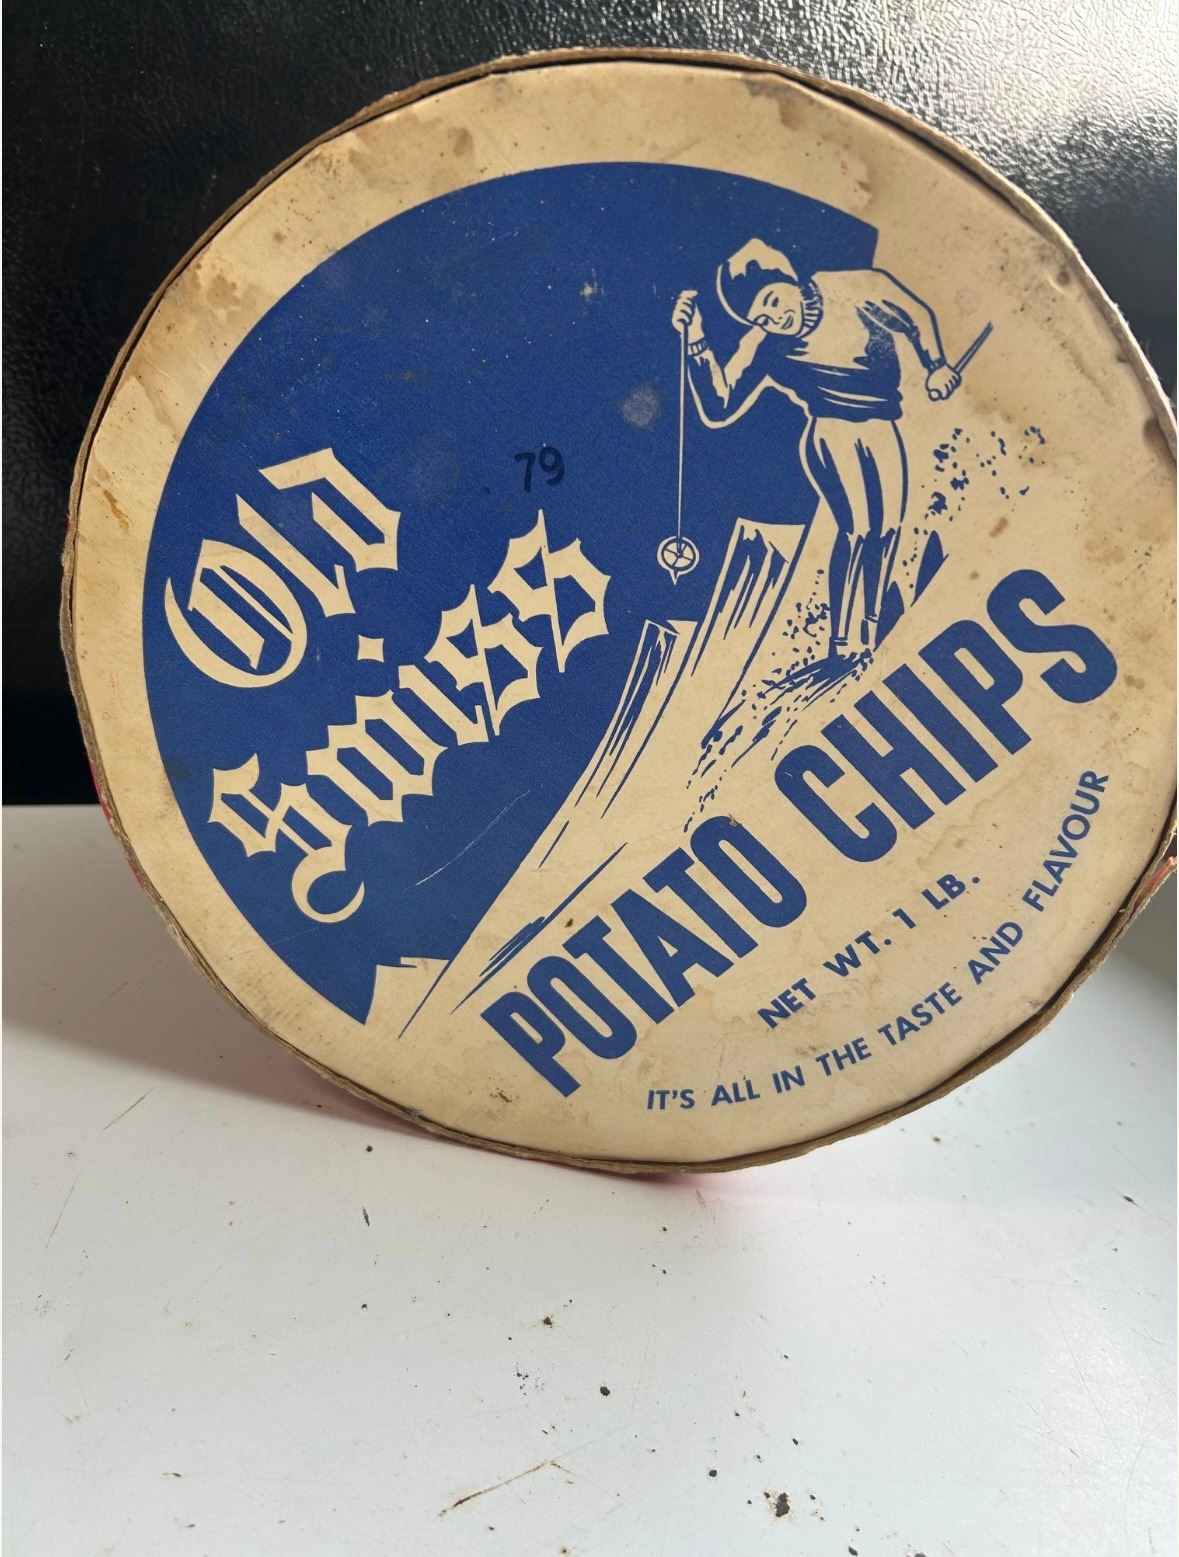 Old
Swiss
79
POTATO CHIPS
NET WT. 1 LB.
IT'S ALL IN THE TASTE AND FLAVOUR